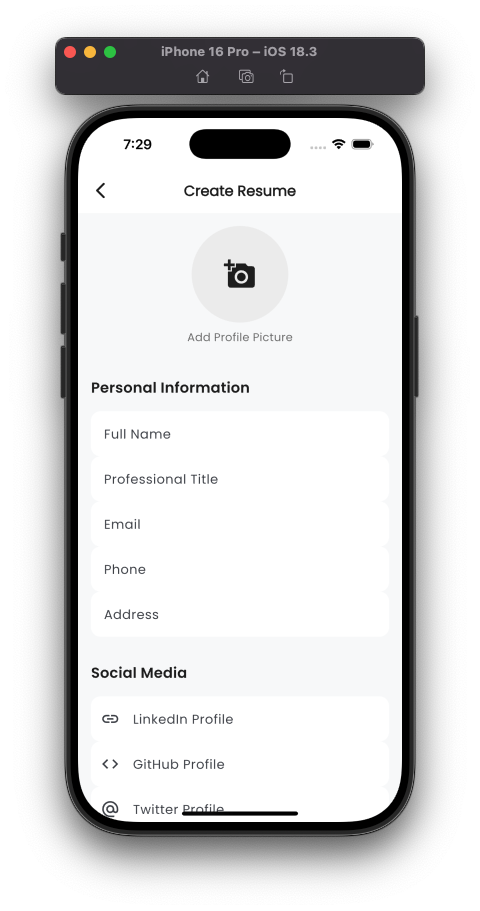 iPhone 16 Pro – iOS 18.3
7:29
Create Resume
Add Profile Picture
Personal Information
Full Name
Professional Title
Email
Phone
Address
Social Media
LinkedIn Profile
GitHub Profile
Twitter Profile